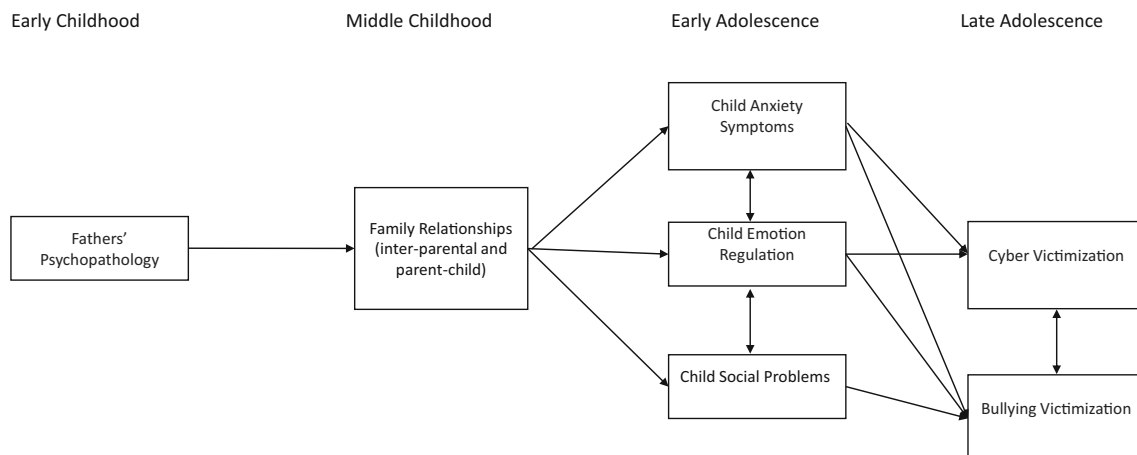 Early Childhood
Middle Childhood
Early Adolescence
Late Adolescence
Fathers’
Psychopathology
Family Relationships
(inter-parental and
parent-child)
Child Anxiety
Symptoms
Child Emotion
Regulation
Child Social Problems
Cyber Victimization
Bullying Victimization